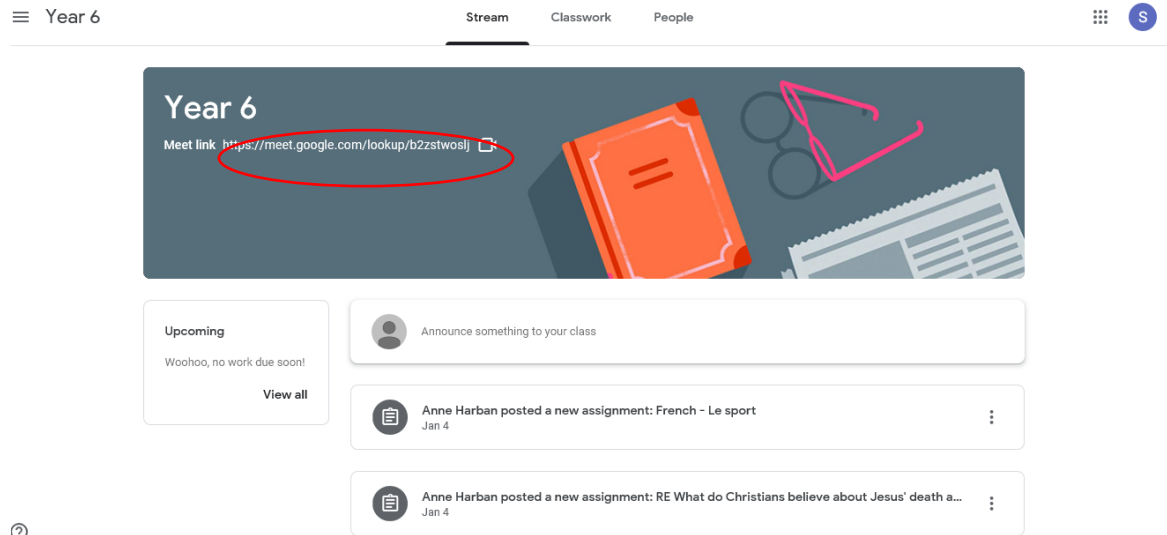 Year 6
Stream Classwork People
S
Year 6
Meet link https://meet.google.com/lookup/b2zstwoslj
Upcoming
Woohoo, no work due soon!
View all
Announce something to your class
Anne Harban posted a new assignment: French - Le sport
Jan 4
Anne Harban posted a new assignment: RE What do Christians believe about Jesus' death a...
Jan 4